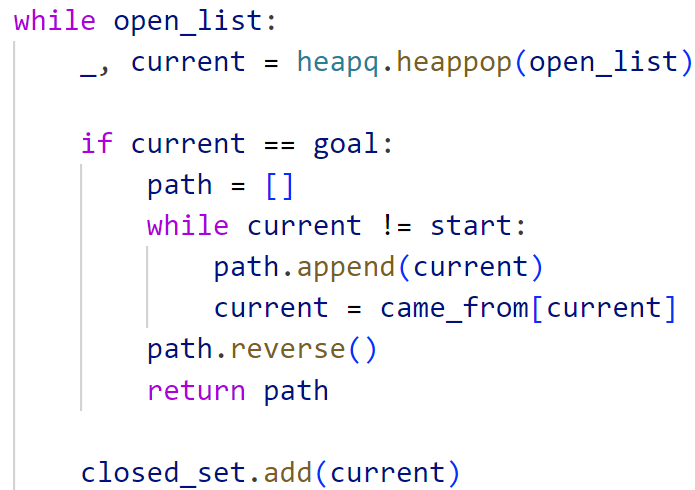 while open_list:
    _, current = heapq.heappop(open_list)

    if current == goal:
        path = []
        while current != start:
            path.append(current)
            current = came_from[current]
        path.reverse()
        return path

    closed_set.add(current)